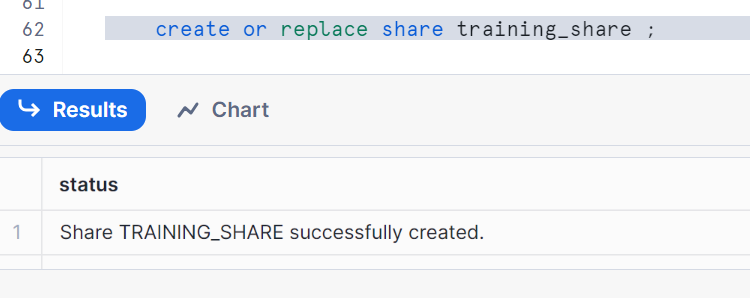 61
62 create or replace share training_share ;
63
Results Chart
status
1 Share TRAINING_SHARE successfully created.